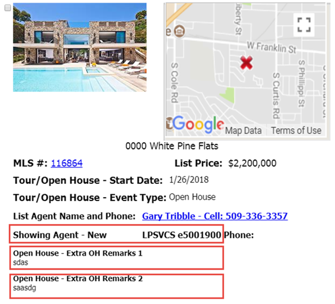 W Franklin St
S Cole Rd
S Curtis Rd
S Phillippi St
Google
Map Data
Terms of Use
0000 White Pine Flats
MLS #: 116864 List Price: $2,200,000
Tour/Open House - Start Date: 1/26/2018
Tour/Open House - Event Type: Open House
List Agent Name and Phone: Gary Tribble - Cell: 509-336-3357
Showing Agent - New LPSVCS e5001900 Phone:
Open House - Extra OH Remarks 1
sdas
Open House - Extra OH Remarks 2
saasdg